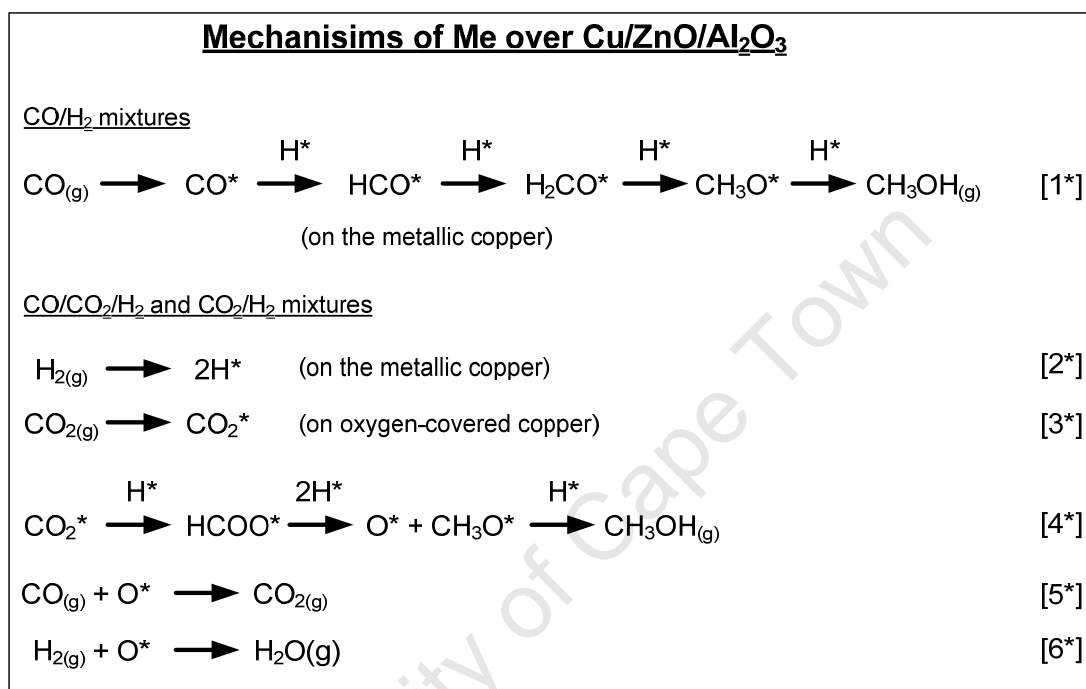 Mechanisims of Me over Cu/ZnO/Al₂O₃
CO/H₂ mixtures
H* H* H* H*
CO(g) → CO* → HCO* → H₂CO* → CH₃O* → CH₃OH(g) [1*]
(on the metallic copper)
CO/CO₂/H₂ and CO₂/H₂ mixtures
H₂(g) → 2H* (on the metallic copper) [2*]
CO₂(g) → CO₂* (on oxygen-covered copper) [3*]
H* 2H* H*
CO₂* → HCOO* → O* + CH₃O* → CH₃OH(g) [4*]
CO(g) + O* → CO₂(g) [5*]
H₂(g) + O* → H₂O(g) [6*]
ity of Cape Town